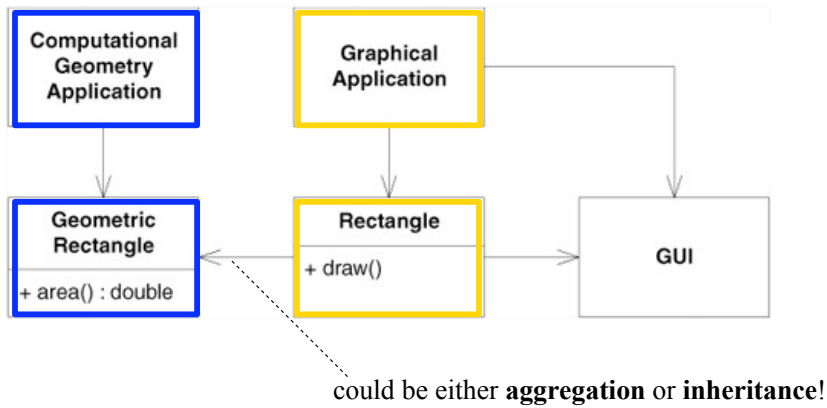 Computational
Geometry
Application
Graphical
Application
Geometric
Rectangle
+ area() : double
Rectangle
+ draw()
GUI
could be either aggregation or inheritance!